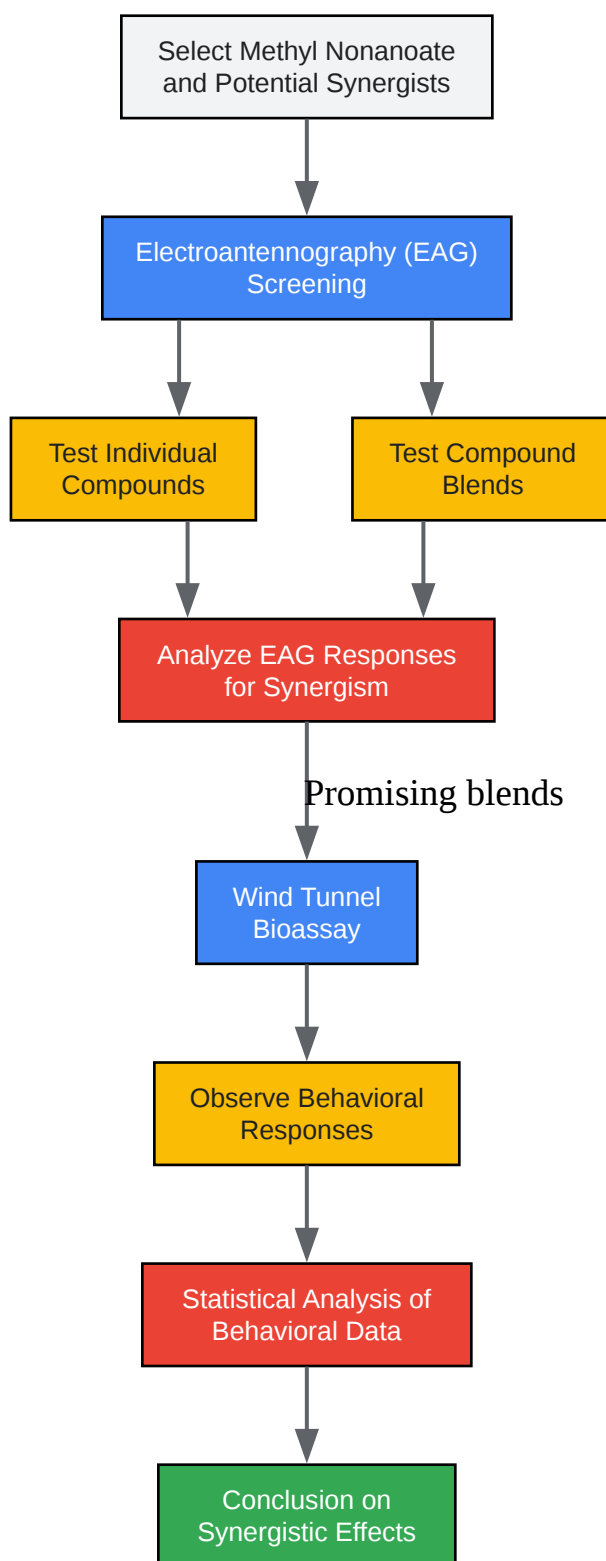 Select Methyl Nonanoate
and Potential Synergists
Electroantennography (EAG)
Screening
Test Individual
Compounds
Test Compound
Blends
Analyze EAG Responses
for Synergism
Promising blends
Wind Tunnel
Bioassay
Observe Behavioral
Responses
Statistical Analysis of
Behavioral Data
Conclusion on
Synergistic Effects